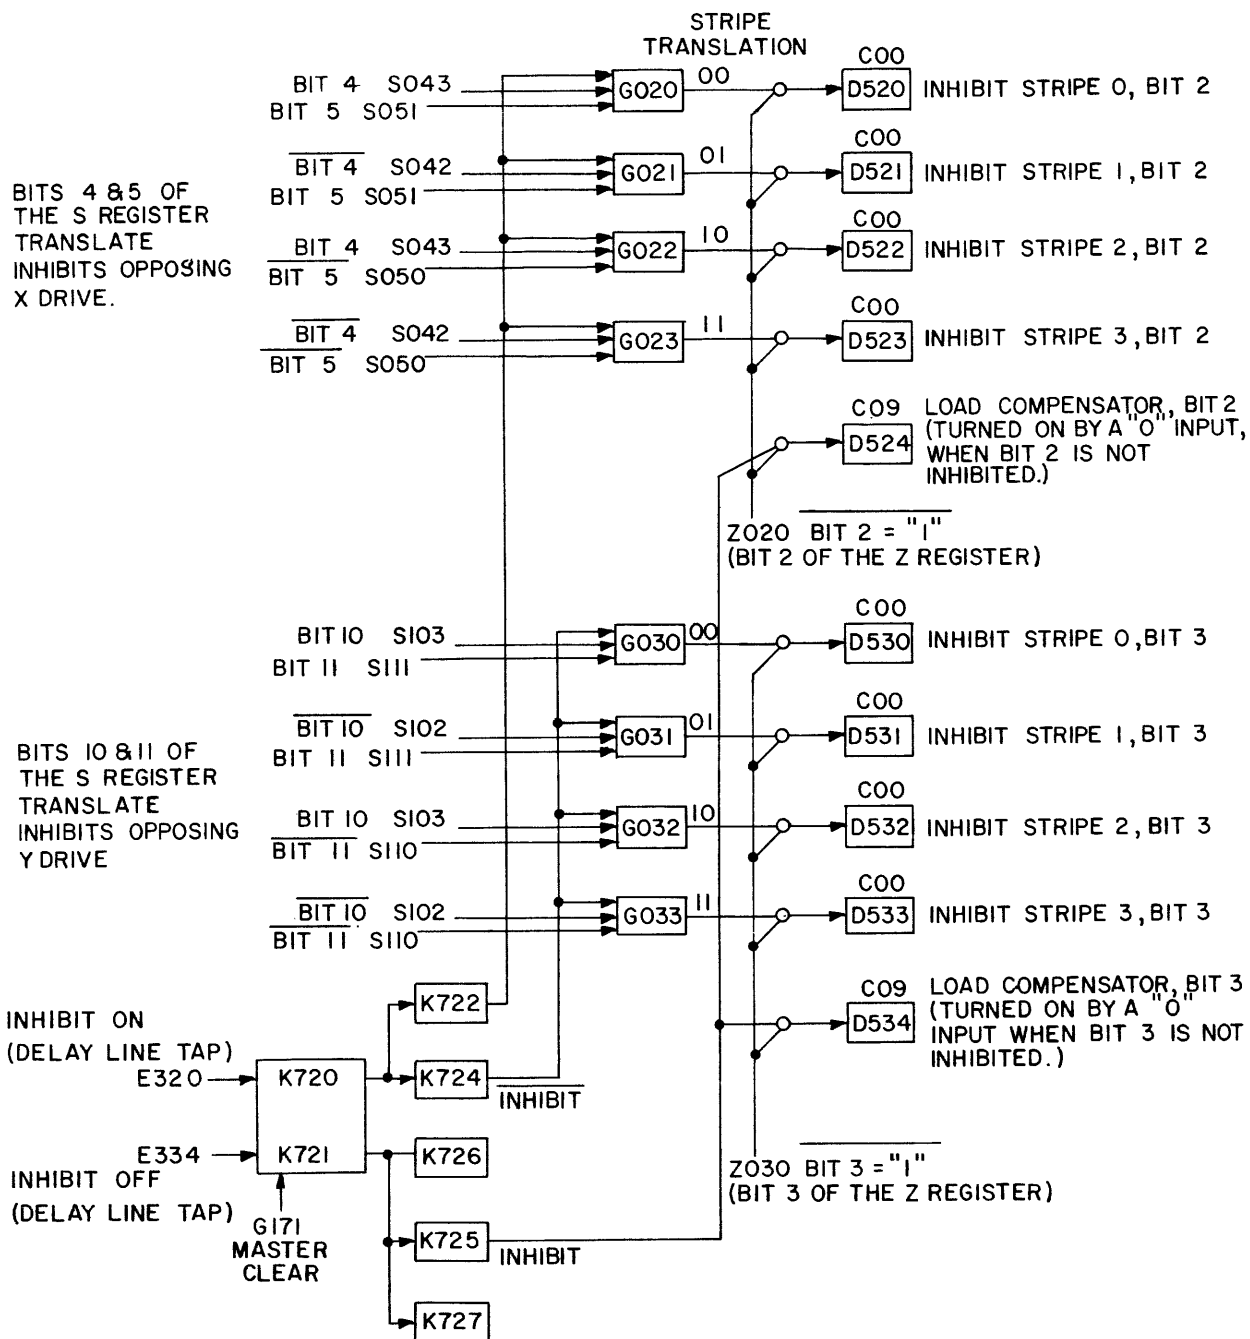 STRIPE
TRANSLATION
BIT 4 S043
BIT 5 S051
G020
00
C00
D520
INHIBIT STRIPE 0, BIT 2
BIT 4 S042
BIT 5 S051
G021
01
C00
D521
INHIBIT STRIPE 1, BIT 2
BITS 4 & 5 OF
THE S REGISTER
TRANSLATE
INHIBITS OPPOSING
X DRIVE.
BIT 4 S043
BIT 5 S050
G022
10
C00
D522
INHIBIT STRIPE 2, BIT 2
BIT 4 S042
BIT 5 S050
G023
11
C00
D523
INHIBIT STRIPE 3, BIT 2
C09
D524
LOAD COMPENSATOR, BIT 2
(TURNED ON BY A "0" INPUT,
WHEN BIT 2 IS NOT
INHIBITED.)
Z020 BIT 2 = "1"
(BIT 2 OF THE Z REGISTER)
BIT 10 S103
BIT 11 S111
G030
00
C00
D530
INHIBIT STRIPE 0, BIT 3
BIT 10 S102
BIT 11 S111
G031
01
C00
D531
INHIBIT STRIPE 1, BIT 3
BITS 10 & 11 OF
THE S REGISTER
TRANSLATE
INHIBITS OPPOSING
Y DRIVE
BIT 10 S103
BIT 11 S110
G032
10
C00
D532
INHIBIT STRIPE 2, BIT 3
BIT 10 S102
BIT 11 S110
G033
11
C00
D533
INHIBIT STRIPE 3, BIT 3
C09
D534
LOAD COMPENSATOR, BIT 3
(TURNED ON BY A "0"
INPUT WHEN BIT 3 IS NOT
INHIBITED.)
Z030 BIT 3 = "1"
(BIT 3 OF THE Z REGISTER)
INHIBIT ON
(DELAY LINE TAP)
E320
K720
K722
K724
INHIBIT
E334
K721
INHIBIT OFF
(DELAY LINE TAP)
G171
MASTER
CLEAR
K726
K725
INHIBIT
K727